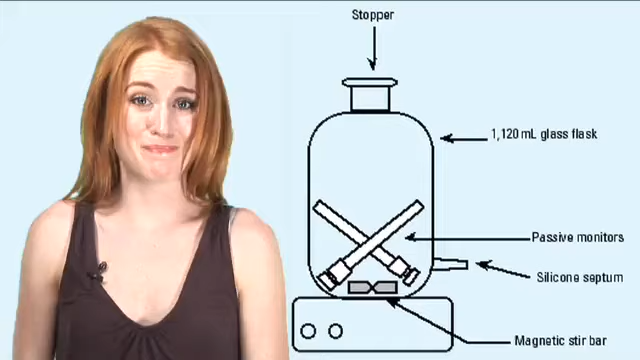 Stopper
1,120 mL glass flask
Passive monitors
Silicone septum
Magnetic stir bar